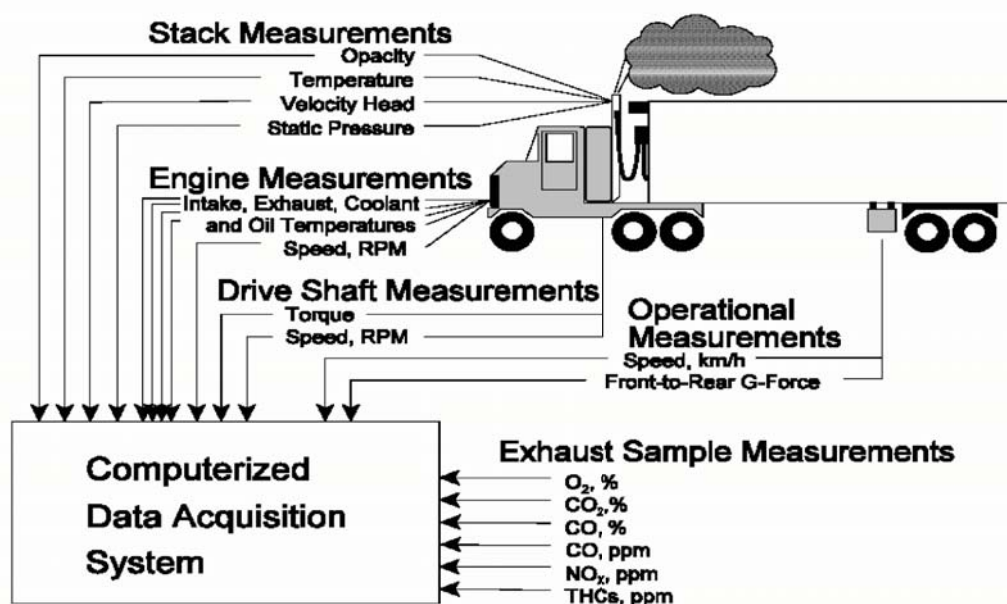 Stack Measurements
Opacity
Temperature
Velocity Head
Static Pressure
Engine Measurements
Intake, Exhaust, Coolant
and Oil Temperatures
Speed, RPM
Drive Shaft Measurements
Torque
Speed, RPM
Operational
Measurements
Speed, km/h
Front-to-Rear G-Force
Computerized
Data Acquisition
System
Exhaust Sample Measurements
O₂, %
CO₂,%
CO, %
CO, ppm
NOₓ, ppm
THCs, ppm